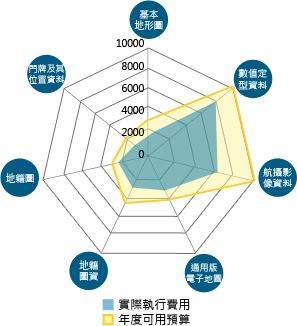 基本
地形圖
10000
8000
6000
4000
2000
0
數值定
型資料
航攝影
像資料
通用版
電子地圖
地籍
圖資
地籍圖
門牌及其
位置資料
實際執行費用
年度可用預算